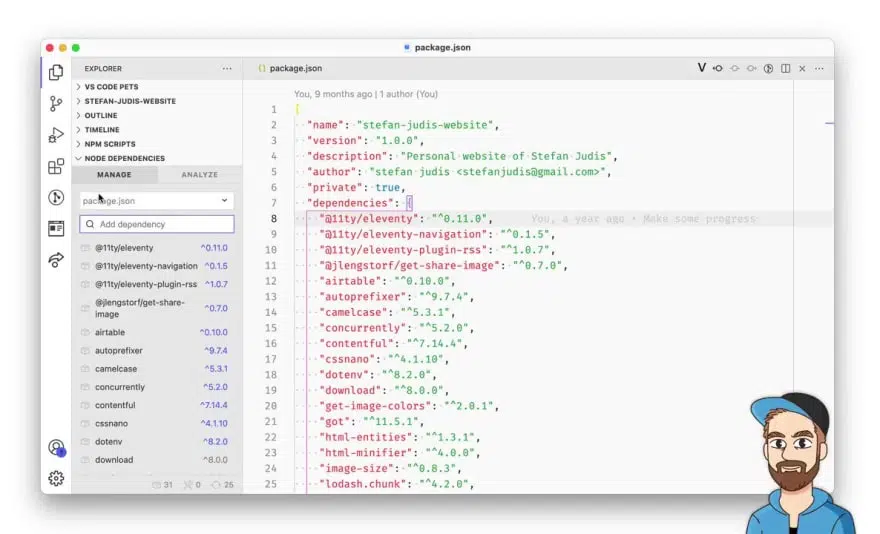 package.json
EXPLORER
VS CODE PETS
STEFAN-JUDIS-WEBSITE
OUTLINE
TIMELINE
NPM SCRIPTS
NODE DEPENDENCIES
MANAGE ANALYZE
package.json
Add dependency
@11ty/eleventy ^0.11.0
@11ty/eleventy-navigation ^0.1.5
@11ty/eleventy-plugin-rss ^1.0.7
@jlengstorf/get-share-
image ^0.7.0
airtable ^0.10.0
autoprefixer ^9.7.4
camelcase ^5.3.1
concurrently ^5.2.0
contentful ^7.14.4
cssnano ^4.1.10
dotenv ^8.2.0
download ^8.0.0
31 0 25
{} package.json
You, 9 months ago | 1 author (You)
1 {
2 "name": "stefan-judis-website",
3 "version": "1.0.0",
4 "description": "Personal website of Stefan Judis",
5 "author": "stefan judis <stefanjudis@gmail.com>",
6 "private": true,
7 "dependencies": {
8 "@11ty/eleventy": "^0.11.0", You, a year ago • Make some progress
9 "@11ty/eleventy-navigation": "^0.1.5",
10 "@11ty/eleventy-plugin-rss": "^1.0.7",
11 "@jlengstorf/get-share-image": "^0.7.0",
12 "airtable": "^0.10.0",
13 "autoprefixer": "^9.7.4",
14 "camelcase": "^5.3.1",
15 "concurrently": "^5.2.0",
16 "contentful": "^7.14.4",
17 "cssnano": "^4.1.10",
18 "dotenv": "^8.2.0",
19 "download": "^8.0.0",
20 "get-image-colors": "^2.0.1",
21 "got": "^11.5.1",
22 "html-entities": "^1.3.1",
23 "html-minifier": "^4.0.0",
24 "image-size": "^0.8.3",
25 "lodash.chunk": "^4.2.0",